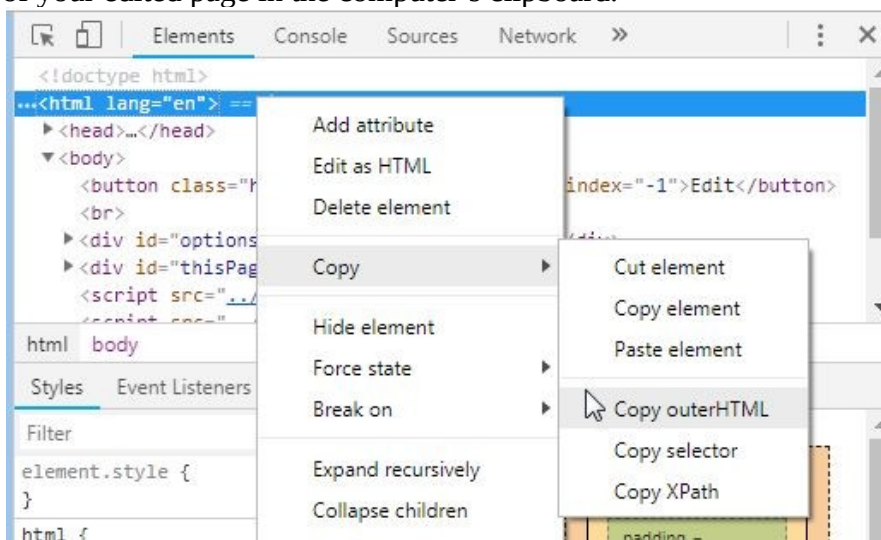 of your edited page in the computer's clipboard.
Elements Console Sources Network »
<!doctype html>
...<html lang="en"> ==
▶<head>…</head>
▼<body>
<button class="
index="-1">Edit</button>
<br>
▶<div id="options
▶<div id="thisPag
<script src="../
html body
Styles Event Listeners
Filter
element.style {
}
html {
Add attribute
Edit as HTML
Delete element
Copy
Hide element
Force state
Break on
Expand recursively
Collapse children
Cut element
Copy element
Paste element
Copy outerHTML
Copy selector
Copy XPath
padding -